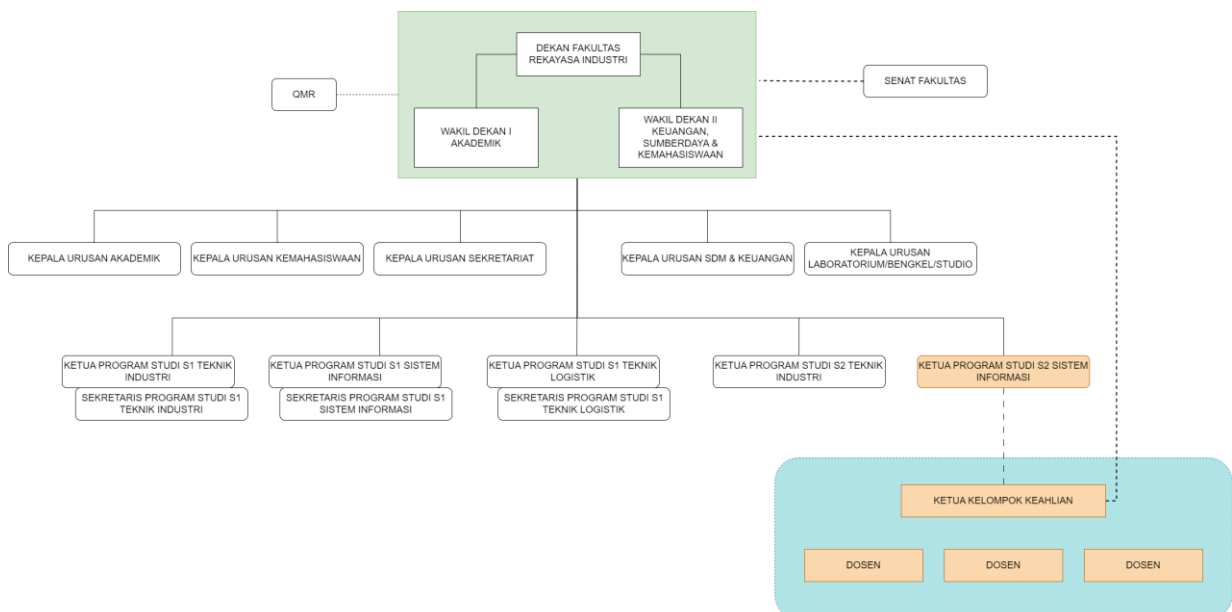 DEKAN FAKULTAS
REKAYASA INDUSTRI
QMR
SENAT FAKULTAS
WAKIL DEKAN I
AKADEMIK
WAKIL DEKAN II
KEUANGAN,
SUMBERDAYA &
KEMAHASISWAAN
KEPALA URUSAN AKADEMIK
KEPALA URUSAN KEMAHASISWAAN
KEPALA URUSAN SEKRETARIAT
KEPALA URUSAN SDM & KEUANGAN
KEPALA URUSAN
LABORATORIUM/BENGKEL/STUDIO
KETUA PROGRAM STUDI S1 TEKNIK
INDUSTRI
SEKRETARIS PROGRAM STUDI S1
TEKNIK INDUSTRI
KETUA PROGRAM STUDI S1 SISTEM
INFORMASI
SEKRETARIS PROGRAM STUDI S1
SISTEM INFORMASI
KETUA PROGRAM STUDI S1 TEKNIK
LOGISTIK
SEKRETARIS PROGRAM STUDI S1
TEKNIK LOGISTIK
KETUA PROGRAM STUDI S2 TEKNIK
INDUSTRI
KETUA PROGRAM STUDI S2 SISTEM
INFORMASI
KETUA KELOMPOK KEAHLIAN
DOSEN
DOSEN
DOSEN